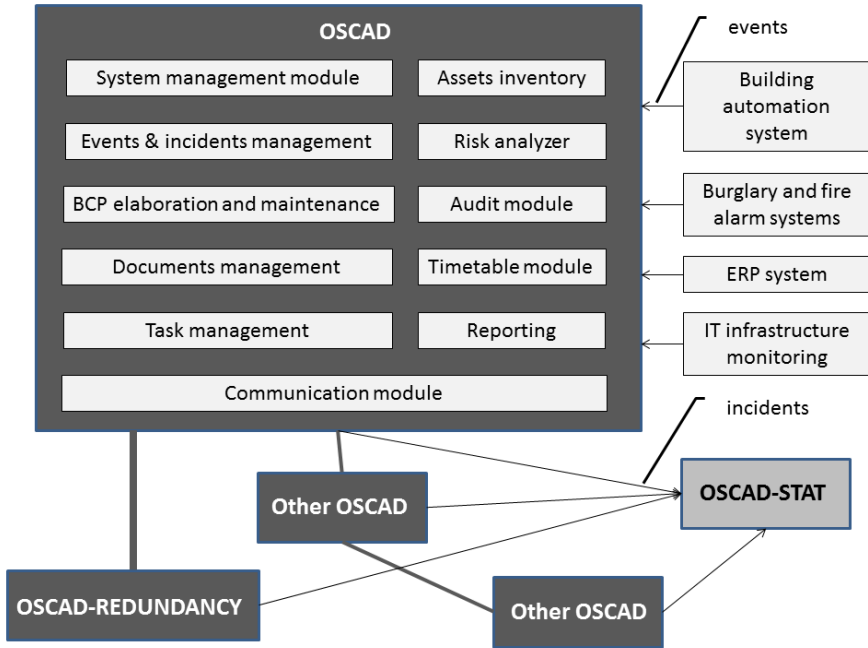 OSCAD
System management module
Assets inventory
Events & incidents management
Risk analyzer
BCP elaboration and maintenance
Audit module
Documents management
Timetable module
Task management
Reporting
Communication module
events
Building
automation
system
Burglary and fire
alarm systems
ERP system
IT infrastructure
monitoring
incidents
Other OSCAD
OSCAD-STAT
OSCAD-REDUNDANCY
Other OSCAD